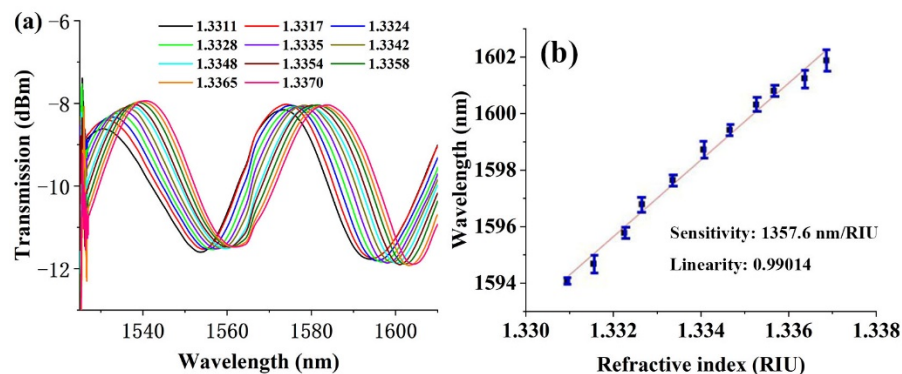 (a)
1.3311 1.3317 1.3324
1.3328 1.3335 1.3342
1.3348 1.3354 1.3358
1.3365 1.3370
Transmission (dBm)
−6
−8
−10
−12
1540 1560 1580 1600
Wavelength (nm)
(b)
Wavelength (nm)
1602
1600
1598
1596
1594
Sensitivity: 1357.6 nm/RIU
Linearity: 0.99014
1.330 1.332 1.334 1.336 1.338
Refractive index (RIU)